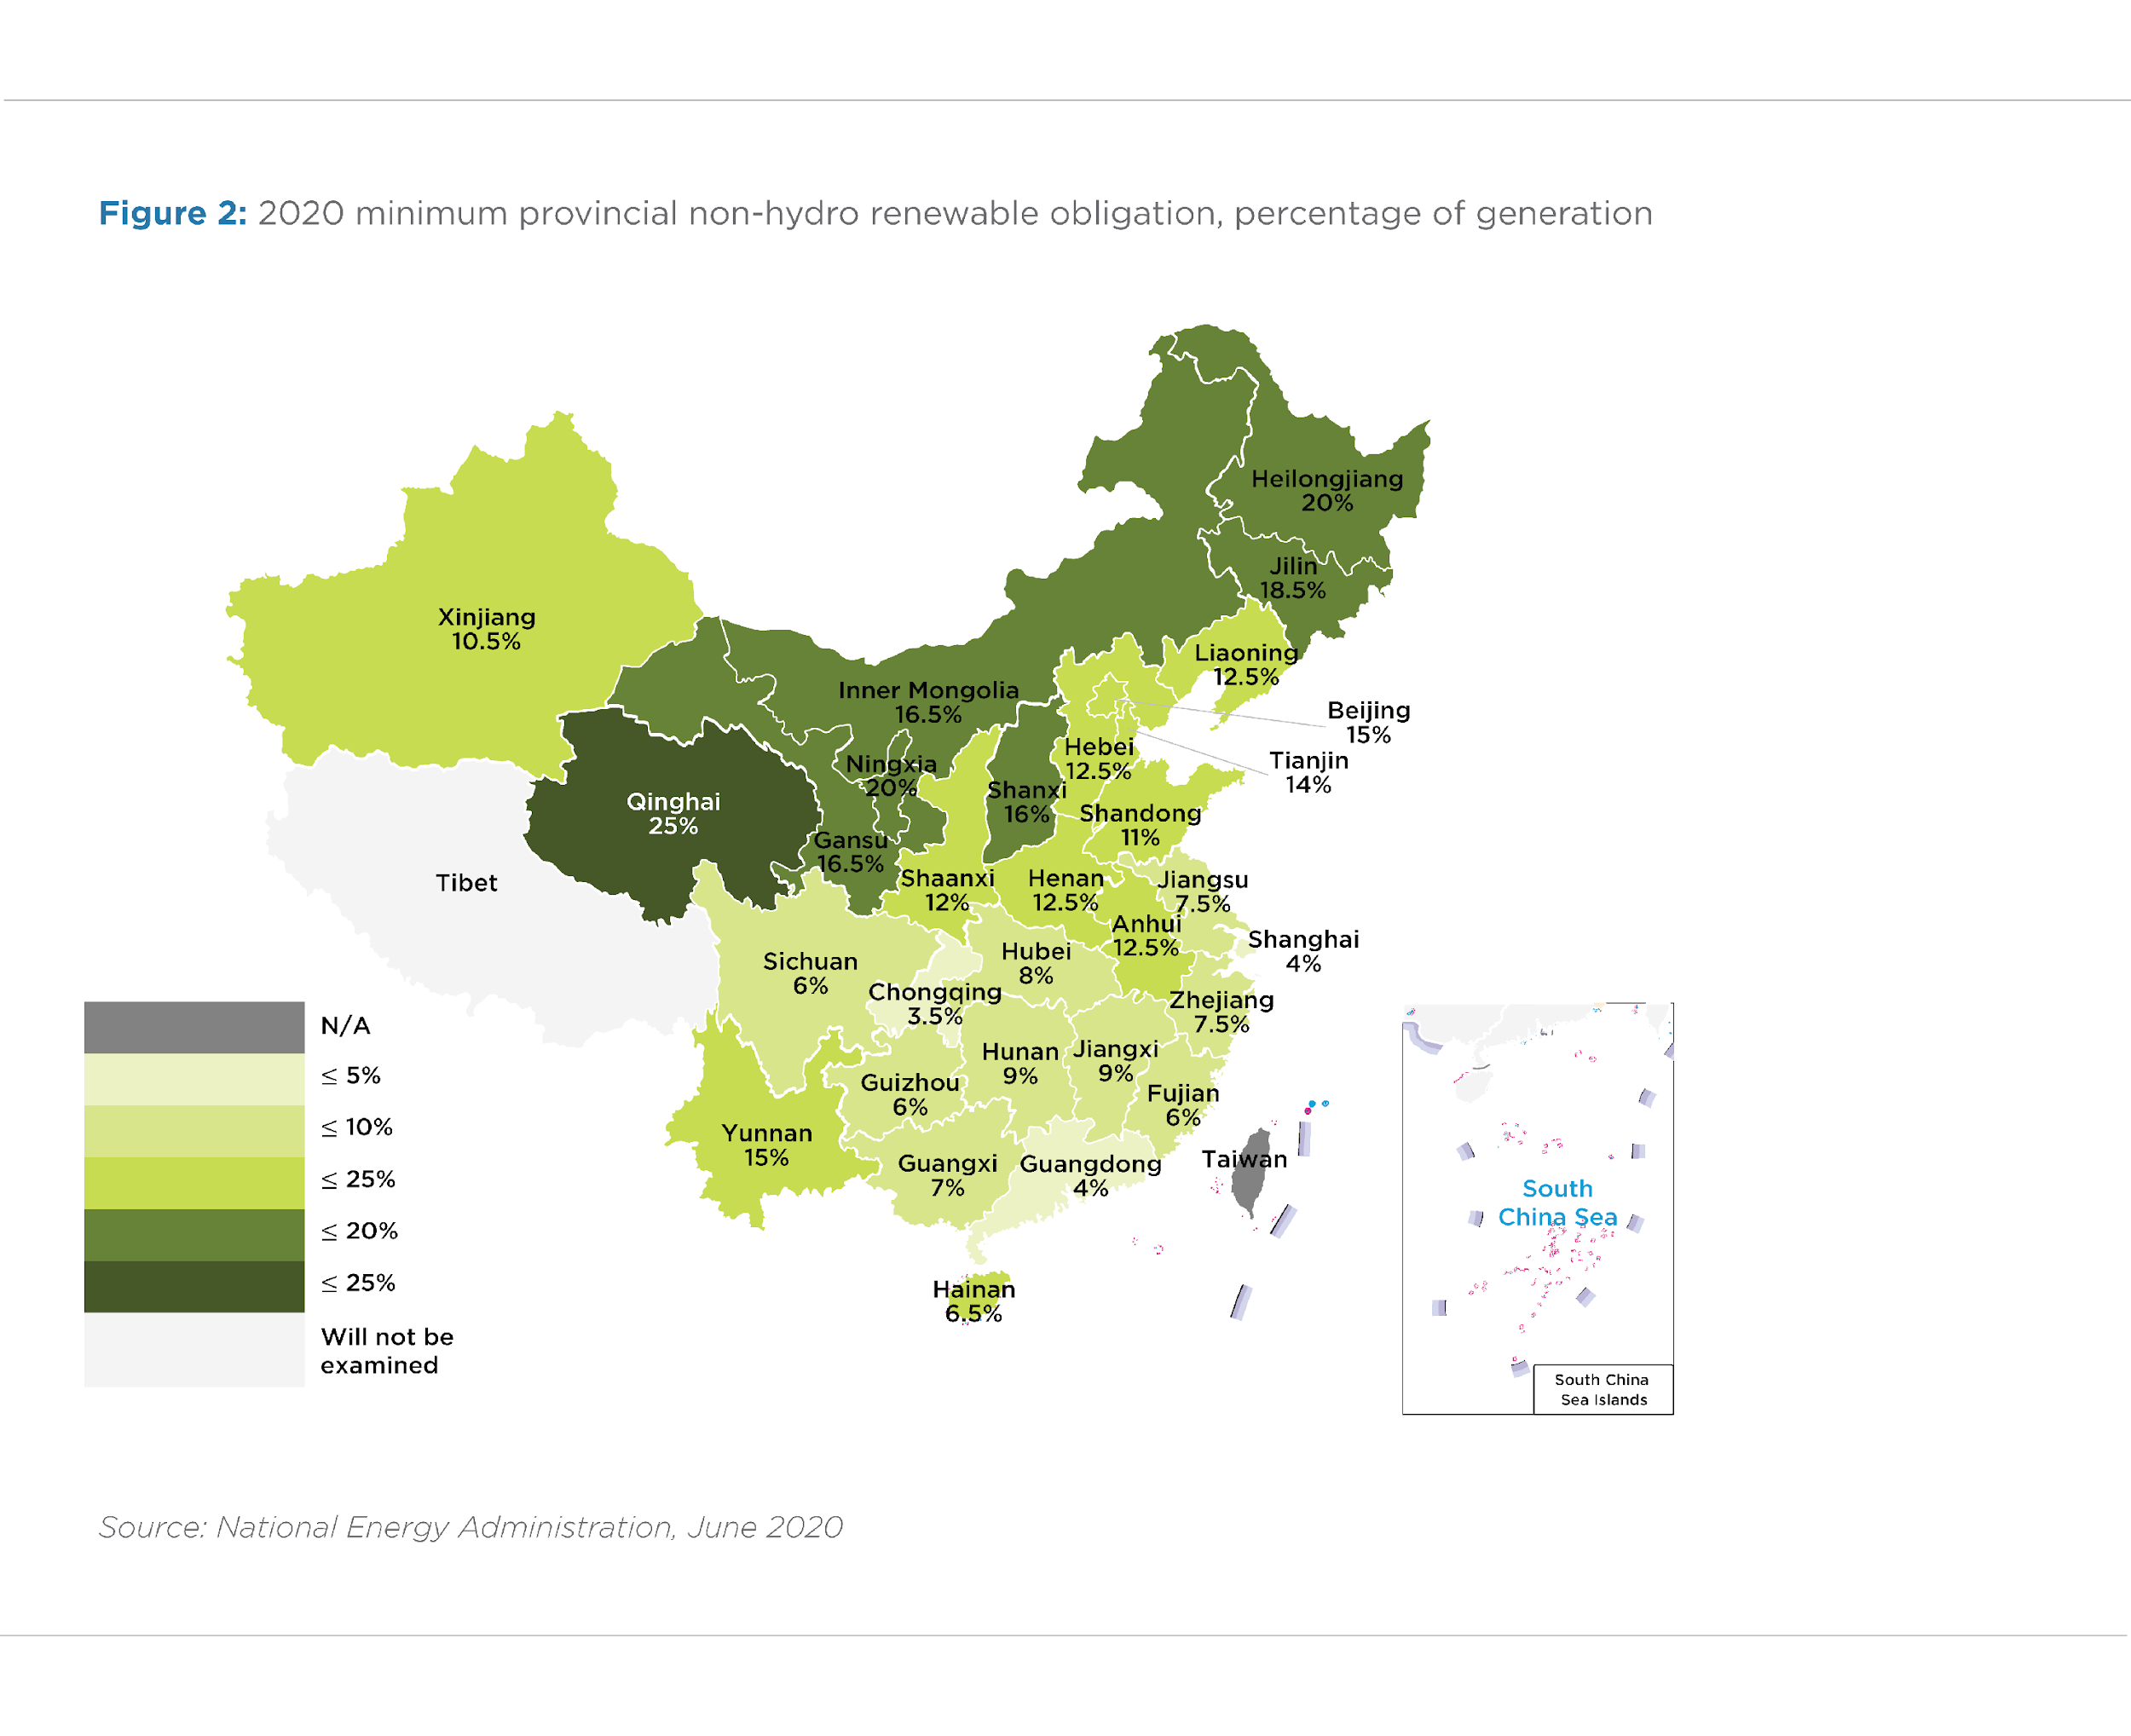 Figure 2: 2020 minimum provincial non-hydro renewable obligation, percentage of generation
Heilongjiang
20%
Jilin
18.5%
Xinjiang
10.5%
Liaoning
12.5%
Inner Mongolia
16.5%
Beijing
15%
Hebei
12.5%
Tianjin
14%
Ningxia
20%
Shanxi
16%
Qinghai
25%
Shandong
11%
Gansu
16.5%
Tibet
Shaanxi
12%
Henan
12.5%
Jiangsu
7.5%
Anhui
12.5%
Shanghai
4%
Hubei
8%
Sichuan
6%
Chongqing
3.5%
Zhejiang
7.5%
Hunan
9%
Jiangxi
9%
Guizhou
6%
Fujian
6%
Yunnan
15%
Guangxi
7%
Guangdong
4%
Taiwan
Hainan
6.5%
N/A
≤ 5%
≤ 10%
≤ 25%
≤ 20%
≤ 25%
Will not be
examined
South
China Sea
South China
Sea Islands
Source: National Energy Administration, June 2020